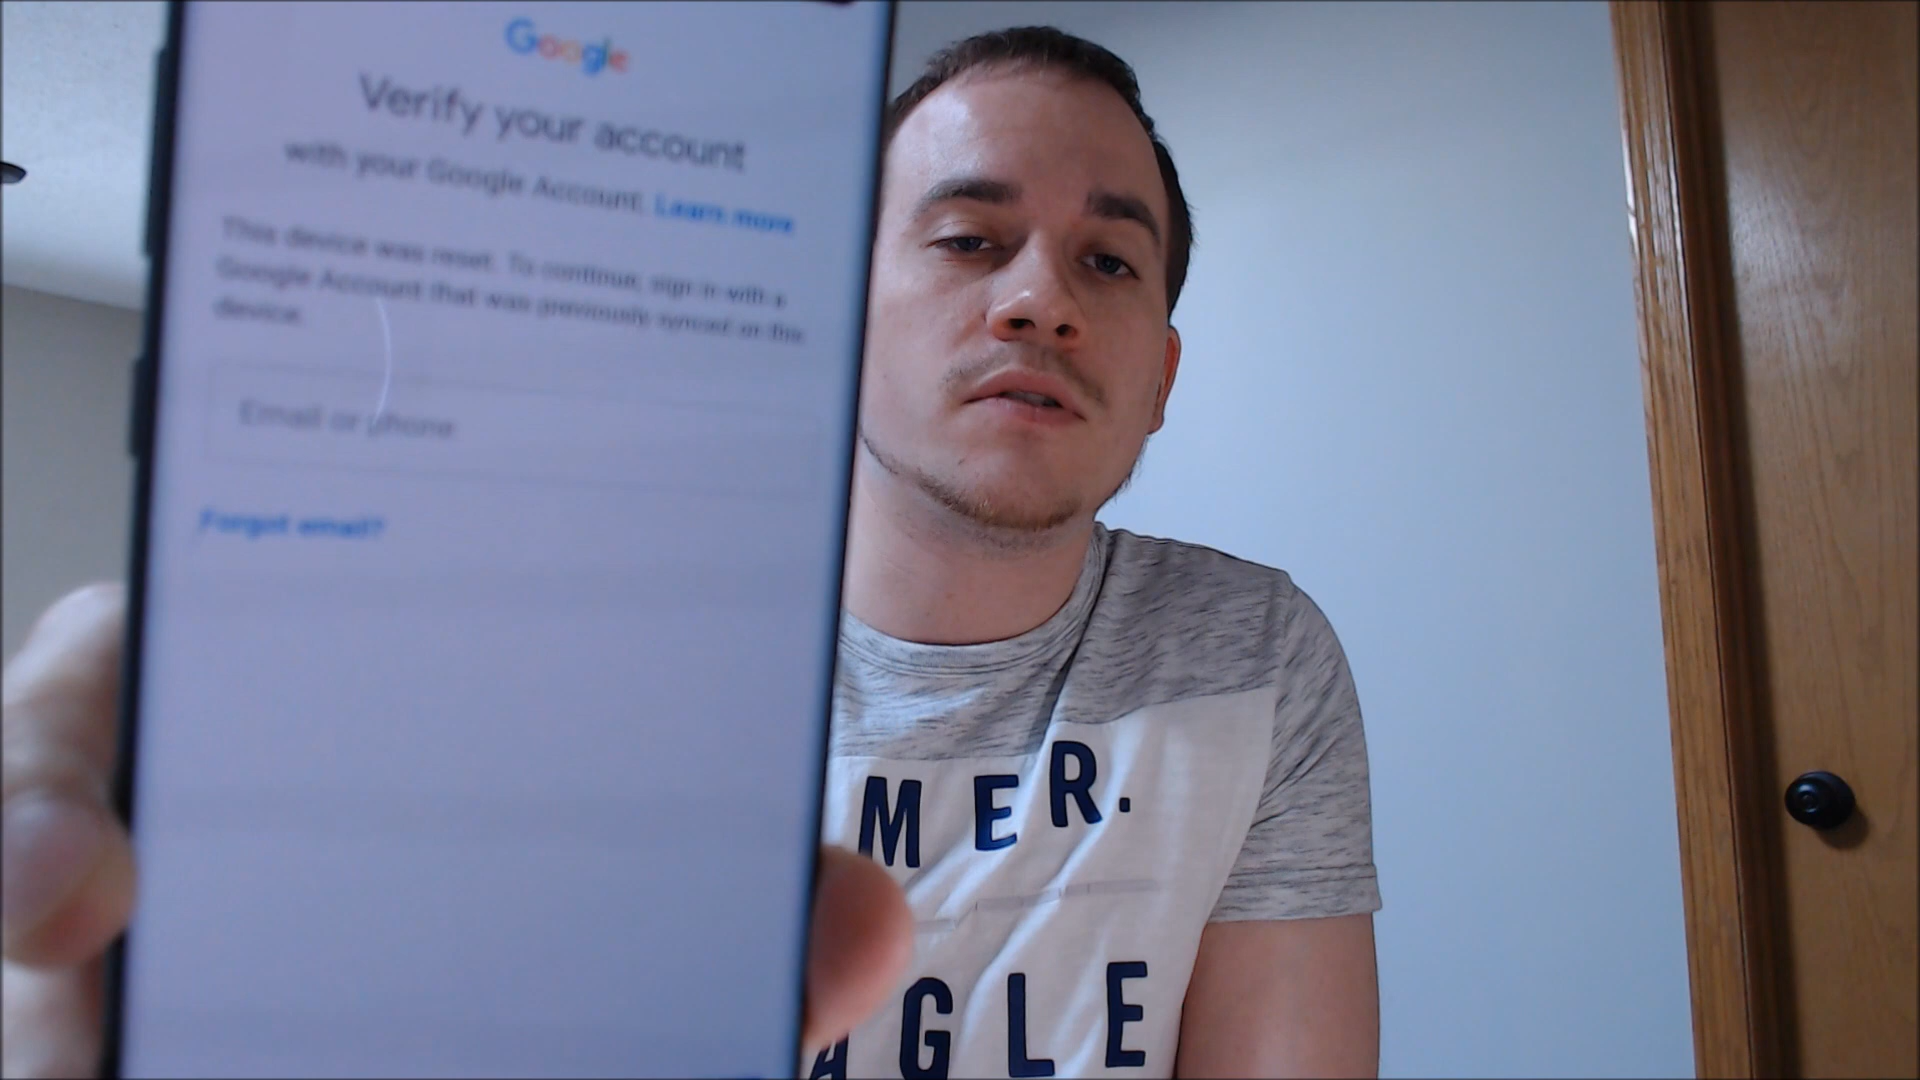 Google
Verify your account
with your Google Account. Learn more
This device was reset. To continue, sign in with a
Google Account that was previously synced on this
device.
Email or phone
Forgot email?
MER.
AGLE